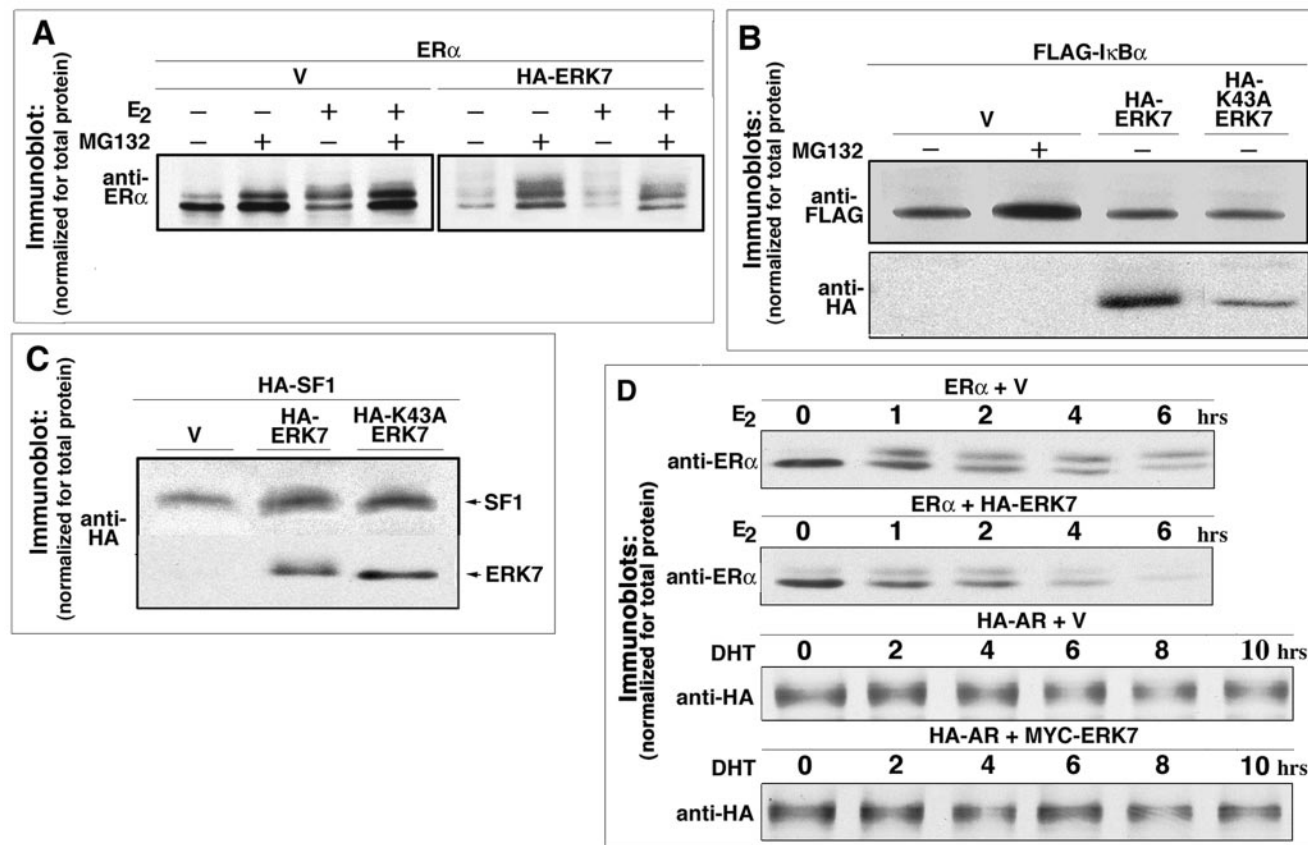 A
ERα
V HA-ERK7
E2 – – + + – – + +
MG132 – + – + – + – +
anti-
ERα
Immunoblot:
(normalized for total protein)
B
FLAG-IκBα
V HA-ERK7 HA-K43A ERK7
MG132 – + – –
anti-
FLAG
anti-
HA
Immunoblots:
(normalized for total protein)
C
HA-SF1
V HA-ERK7 HA-K43A ERK7
anti-
HA
SF1
ERK7
Immunoblot:
(normalized for total protein)
D
ERα + V
E2 0 1 2 4 6 hrs
anti-ERα
ERα + HA-ERK7
E2 0 1 2 4 6 hrs
anti-ERα
HA-AR + V
DHT 0 2 4 6 8 10 hrs
anti-HA
HA-AR + MYC-ERK7
DHT 0 2 4 6 8 10 hrs
anti-HA
Immunoblots:
(normalized for total protein)